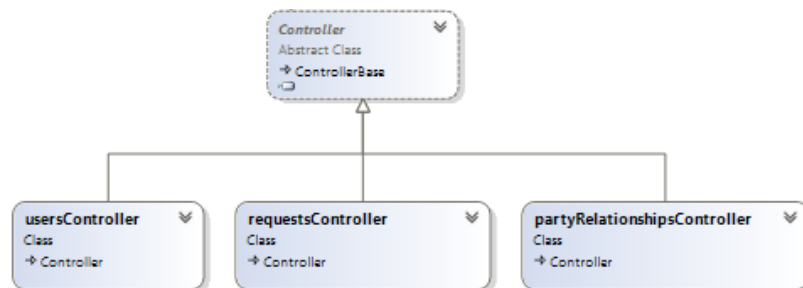 Controller
Abstract Class
ControllerBase
usersController
Class
Controller
requestsController
Class
Controller
partyRelationshipsController
Class
Controller